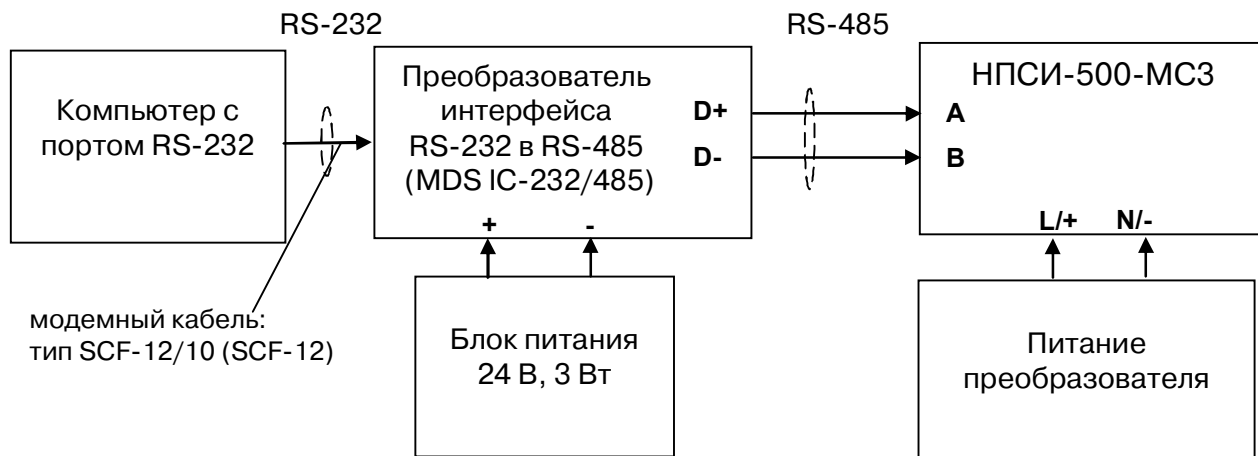 RS-232
RS-485
Компьютер с
портом RS-232
Преобразователь
интерфейса
RS-232 в RS-485
(MDS IC-232/485)
D+
D-
+
-
НПСИ-500-МС3
A
B
L/+ N/-
модемный кабель:
тип SCF-12/10 (SCF-12)
Блок питания
24 В, 3 Вт
Питание
преобразователя